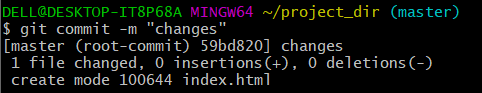 DELL@DESKTOP-IT8P68A MINGW64 ~/project_dir (master)
$ git commit -m "changes"
[master (root-commit) 59bd820] changes
 1 file changed, 0 insertions(+), 0 deletions(-)
 create mode 100644 index.html